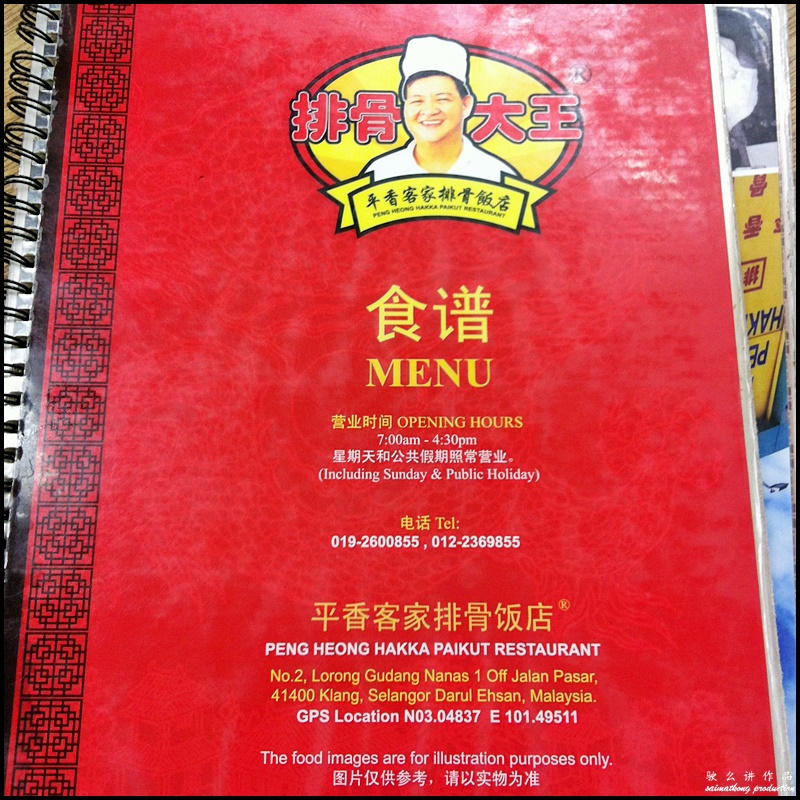 排骨大王®
平香客家排骨飯店
PENG HEONG HAKKA PAIKUT RESTAURANT
食谱
MENU
营业时间 OPENING HOURS
7:00am - 4:30pm
星期天和公共假期照常营业。
(Including Sunday & Public Holiday)
电话 Tel:
019-2600855 , 012-2369855
平香客家排骨饭店®
PENG HEONG HAKKA PAIKUT RESTAURANT
No.2, Lorong Gudang Nanas 1 Off Jalan Pasar,
41400 Klang, Selangor Darul Ehsan, Malaysia.
GPS Location N03.04837 E 101.49511
The food images are for illustration purposes only.
图片仅供参考，请以实物为准
驶么讲作品
saimatkong production